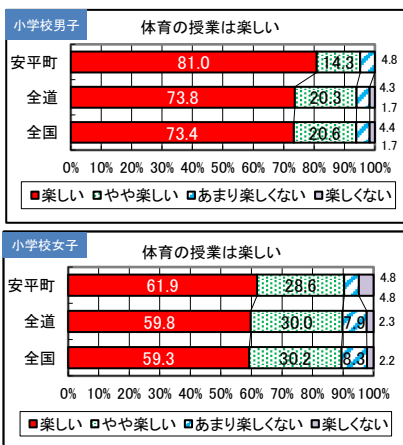 小学校男子
体育の授業は楽しい
安平町 81.0 14.3 4.8
全道 73.8 20.3 4.3 1.7
全国 73.4 20.6 4.4 1.7
0% 10% 20% 30% 40% 50% 60% 70% 80% 90% 100%
■楽しい やや楽しい あまり楽しくない 楽しくない
小学校女子
体育の授業は楽しい
安平町 61.9 28.6 4.8 4.8
全道 59.8 30.0 7.9 2.3
全国 59.3 30.2 8.3 2.2
0% 10% 20% 30% 40% 50% 60% 70% 80% 90% 100%
■楽しい やや楽しい あまり楽しくない 楽しくない